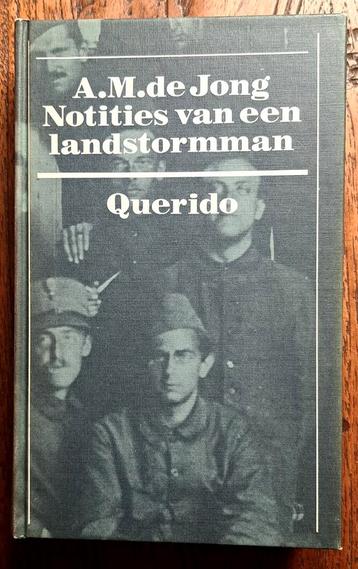 A.M.de Jong
Notities van een
landstormman
Querido